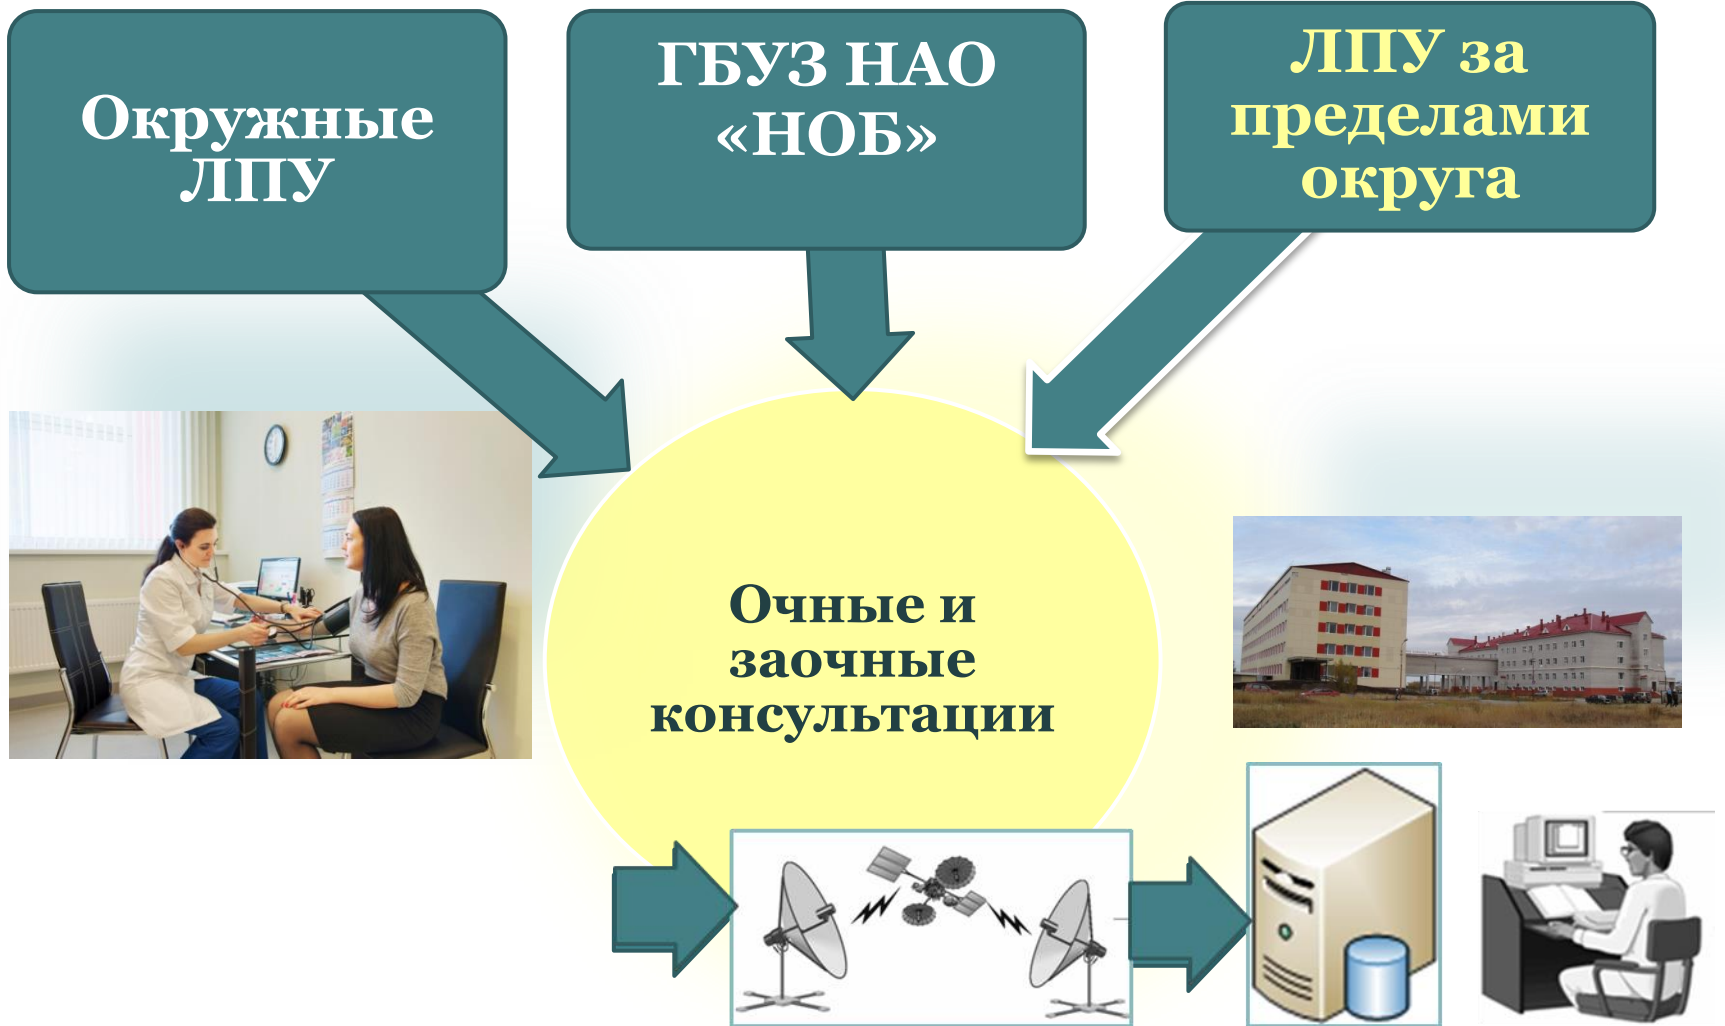 Окружные
ЛПУ
ГБУЗ НАО
«НОБ»
ЛПУ за
пределами
округа
Очные и
заочные
консультации